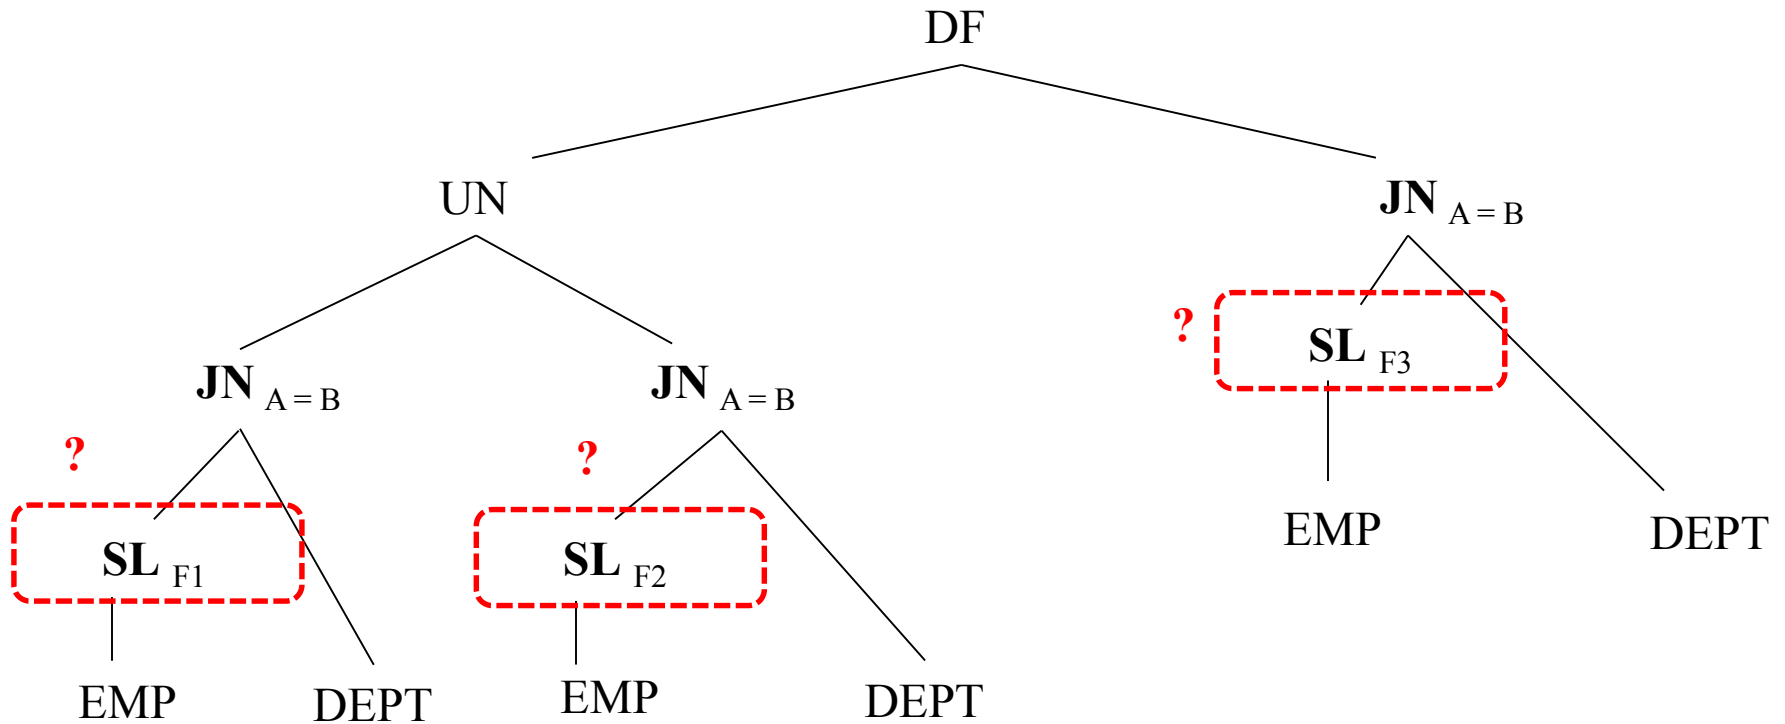 DF
UN
JN A = B
?
SL F3
JN A = B
JN A = B
?
?
SL F1
SL F2
EMP
DEPT
EMP
DEPT
EMP
DEPT